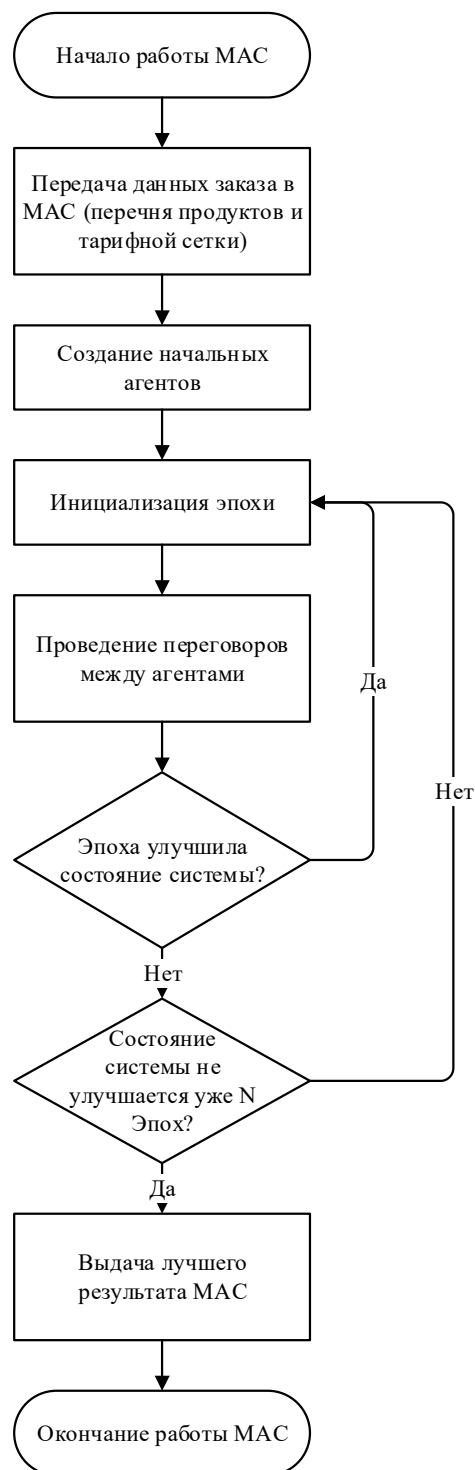 Начало работы МАС
Передача данных заказа в
МАС (перечня продуктов и
тарифной сетки)
Создание начальных
агентов
Инициализация эпохи
Проведение переговоров
между агентами
Да
Нет
Эпоха улучшила
состояние системы?
Нет
Состояние
системы не
улучшается уже N
Эпох?
Да
Выдача лучшего
результата МАС
Окончание работы МАС